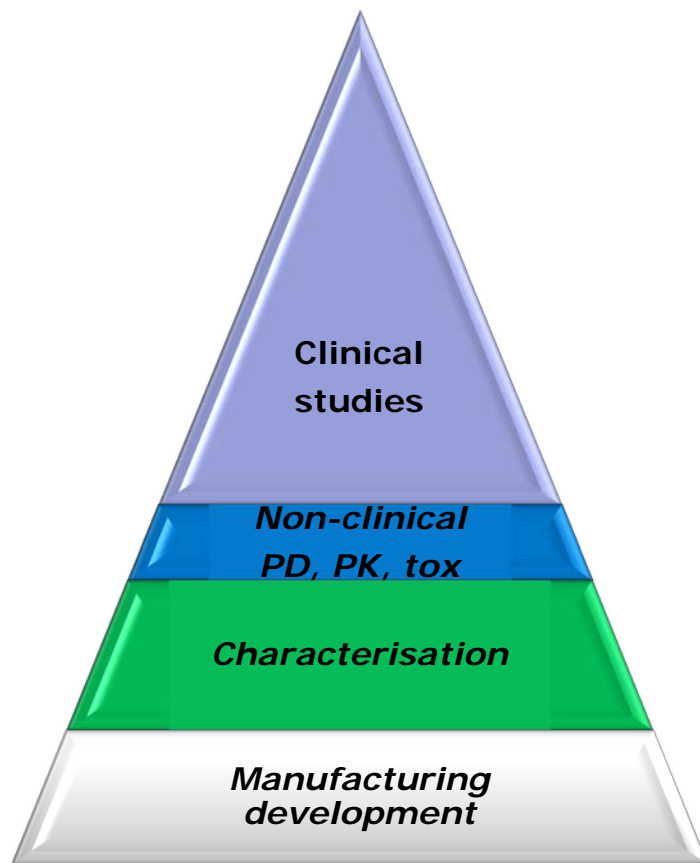 Clinical
studies
Non-clinical
PD, PK, tox
Characterisation
Manufacturing
development